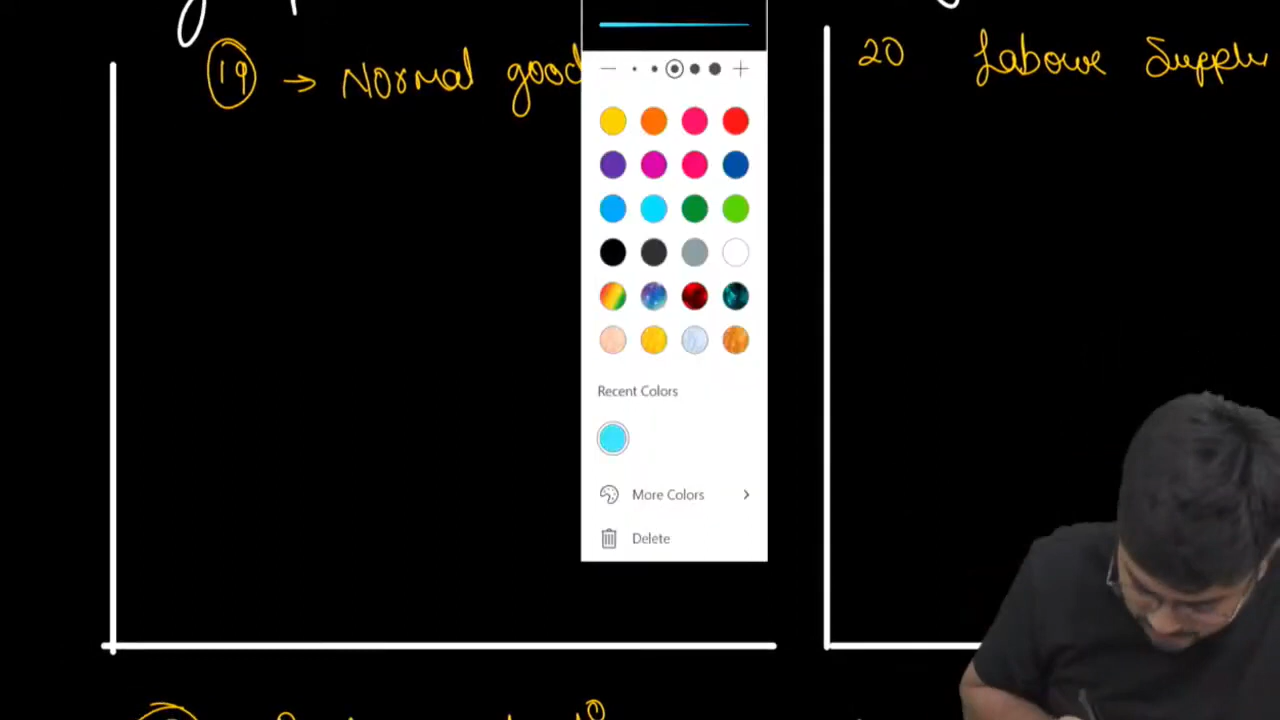 19 → Normal good
20 Labour Supply
Recent Colors
More Colors
Delete